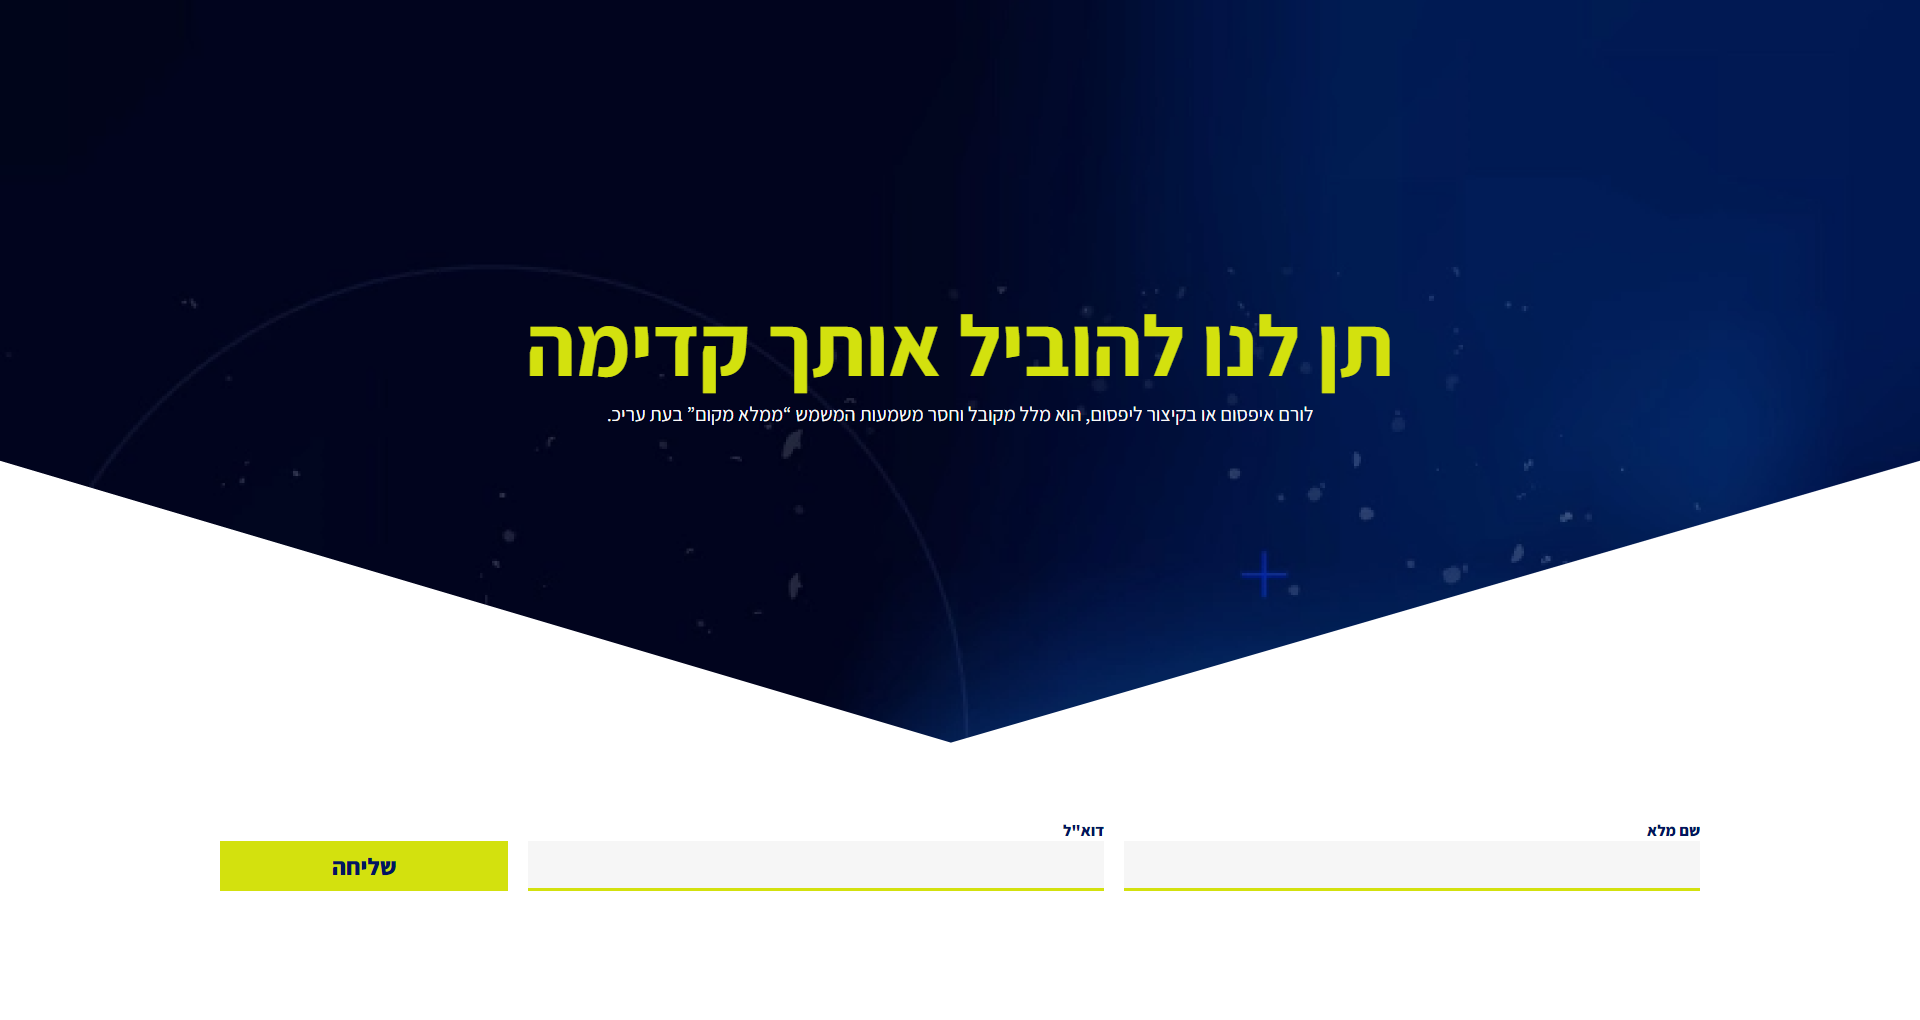 תן לנו להוביל אותך קדימה
לורם איפסום או בקיצור ליפסום, הוא מלל מקובל וחסר משמעות המשמש “ממלא מקום” בעת עריכ.
שם מלא
דוא"ל
שליחה